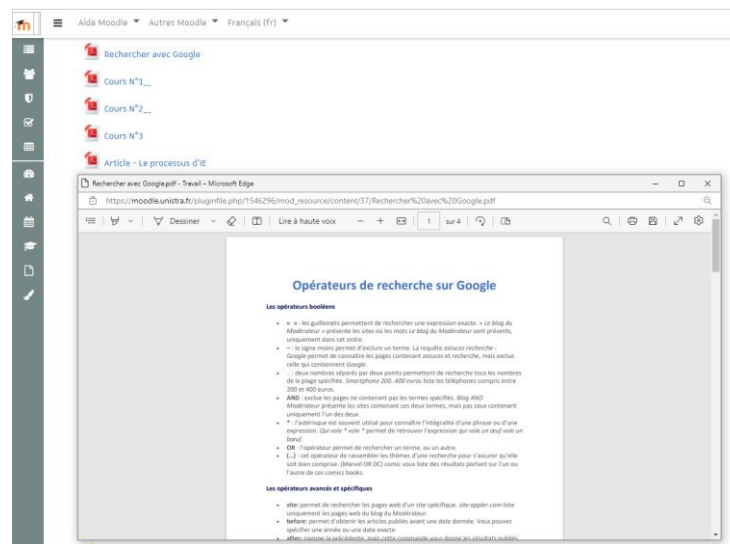 Aide Moodle Autres Moodle Français (fr)
Rechercher avec Google
Cours N°1__
Cours N°2__
Cours N°3
Article - Le processus d'IE
Rechercher avec Google.pdf - Travail – Microsoft Edge
https://moodle.unistra.fr/pluginfile.php/1546296/mod_resource/content/37/Rechercher%20avec%20Google.pdf
Dessiner Lire à haute voix 1 sur 4
Opérateurs de recherche sur Google
Les opérateurs booléens
• « » : les guillemets permettent de rechercher une expression exacte. « Le blog du
Modérateur » présente les sites où les mots Le blog du Modérateur sont présents,
uniquement dans cet ordre.
• – : le signe moins permet d'exclure un terme. La requête astuces recherche -
Google permet de connaître les pages contenant astuces et recherche, mais exclue
celle qui contiennent Google.
• .. : deux nombres séparés par deux points permettent de recherche tous les nombres
de la plage spécifiée. Smartphone 200..400 euros liste les téléphones compris entre
200 et 400 euros.
• AND : exclue les pages ne contenant pas les termes spécifiés. Blog AND
Modérateur présente les sites contenant ces deux termes, mais pas ceux contenant
uniquement l'un des deux.
• * : l'astérisque est souvent utilisé pour connaître l'intégralité d'une phrase ou d'une
expression. Qui vole * vole * permet de retrouver l'expression qui vole un œuf vole un
bœuf.
• OR : l'opérateur permet de rechercher un terme, ou un autre.
• (…) : cet opérateur de rassembler les thèmes d'une recherche pour s'assurer qu'elle
soit bien comprise. (Marvel OR DC) comic vous liste des résultats portant sur l'un ou
l'autre de ces comics books.
Les opérateurs avancés et spécifiques
• site: permet de rechercher les pages web d'un site spécifique. site:appler.com liste
uniquement les pages web du blog du Modérateur.
• before: permet d'obtenir les articles publiés avant une date donnée. Vous pouvez
spécifier une année ou une date exacte.
• after: comme la précédente, mais cette commande vous donne les résultats publiés